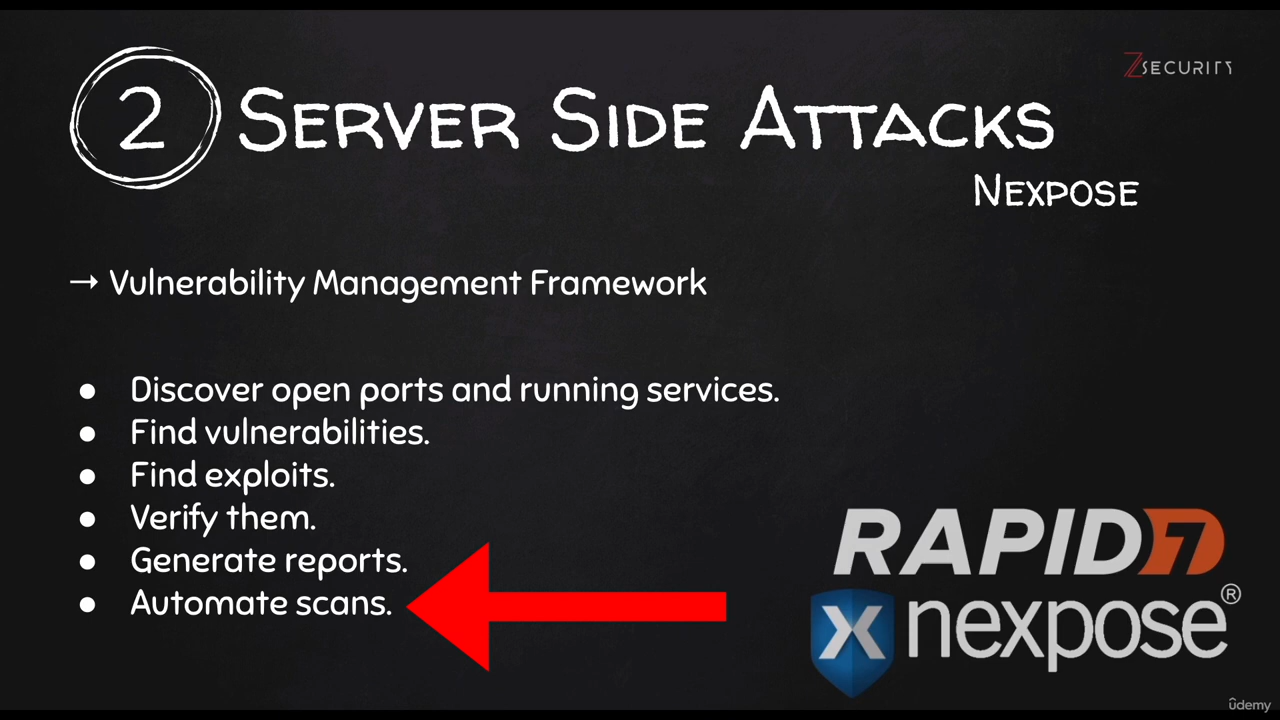 ZSECURITY
2 SERVER SIDE ATTACKS
NEXPOSE
→ Vulnerability Management Framework
● Discover open ports and running services.
● Find vulnerabilities.
● Find exploits.
● Verify them.
● Generate reports.
● Automate scans.
RAPID7
x nexpose®
ûdemy